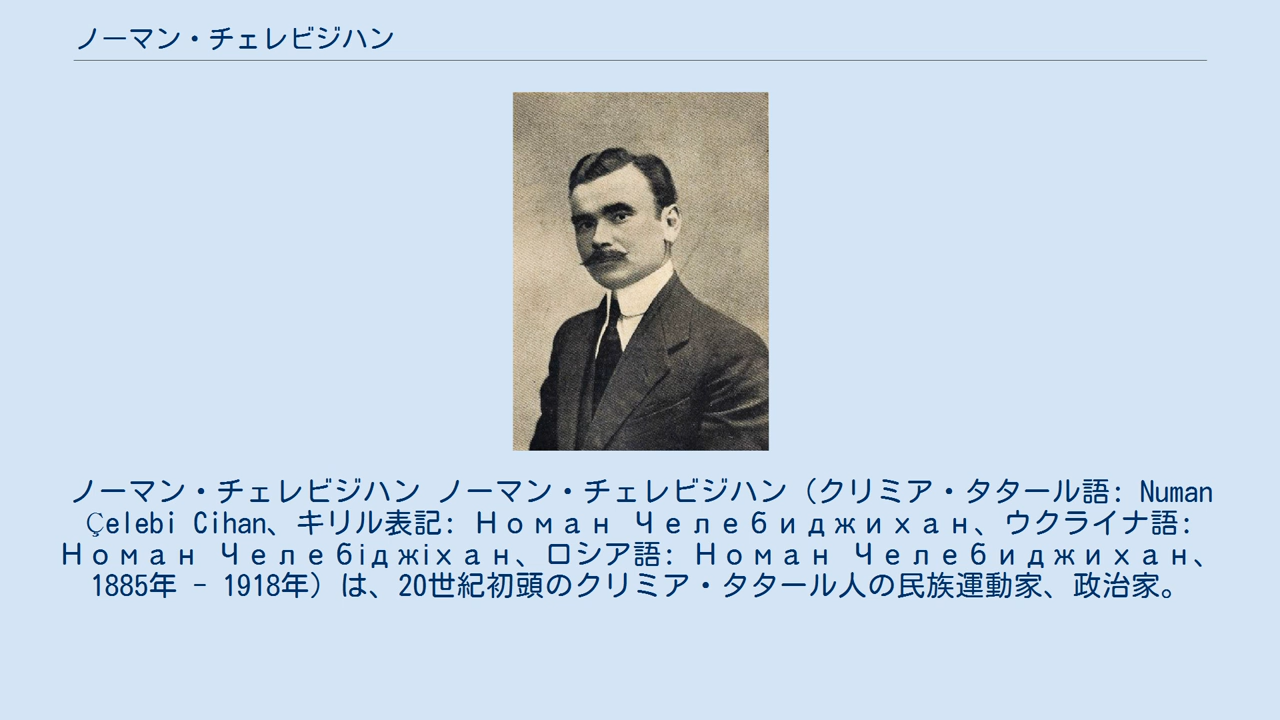 ノーマン・チェレビジハン
ノーマン・チェレビジハン ノーマン・チェレビジハン（クリミア・タタール語: Numan
Çelebi Cihan、キリル表記: Номан Челебиджихан、ウクライナ語:
Номан Челебіджіхан、ロシア語: Номан Челебиджихан、
1885年 – 1918年）は、20世紀初頭のクリミア・タタール人の民族運動家、政治家。